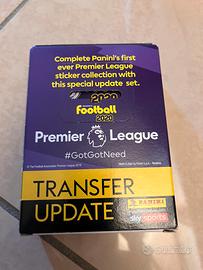 Complete Panini's first
ever Premier League
sticker collection with
this special update set.
2020
football
2020
Premier League
#GotGotNeed
TRANSFER
UPDATE
PANINI
sky sports